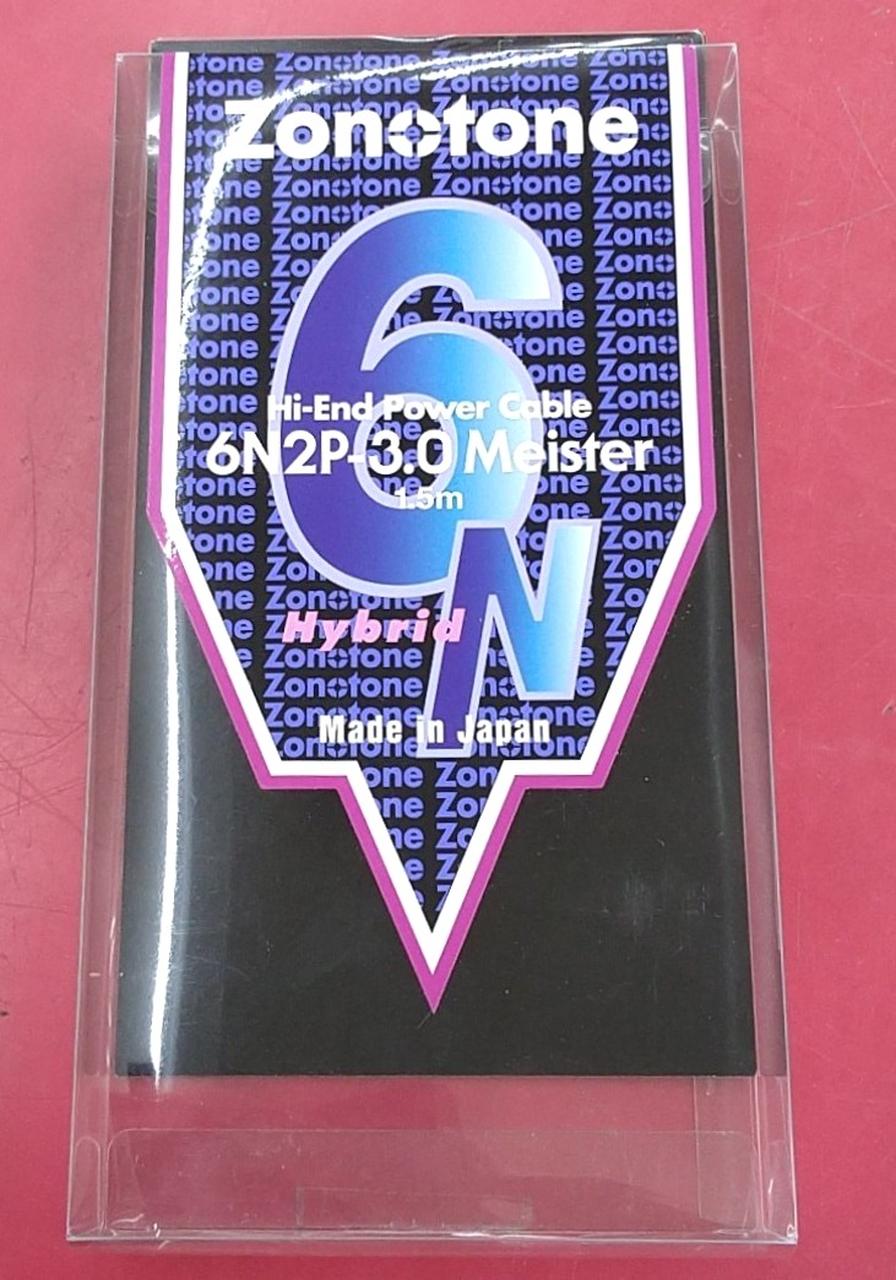 Zonotone
6N
Hi-End Power Cable
6N2P-3.0 Meister
1.5m
Hybrid
Made in Japan